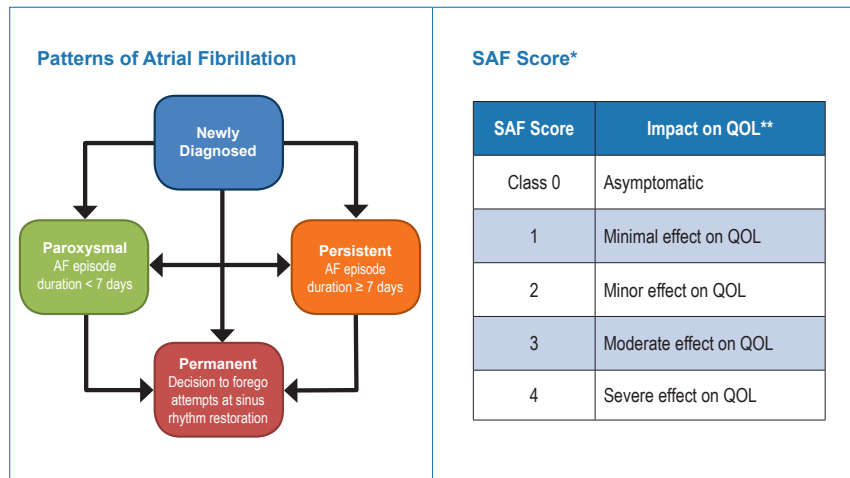 Patterns of Atrial Fibrillation
Newly
Diagnosed
Paroxysmal
AF episode
duration < 7 days
Persistent
AF episode
duration ≥ 7 days
Permanent
Decision to forego
attempts at sinus
rhythm restoration
SAF Score*
SAF Score Impact on QOL**
Class 0 Asymptomatic
1 Minimal effect on QOL
2 Minor effect on QOL
3 Moderate effect on QOL
4 Severe effect on QOL